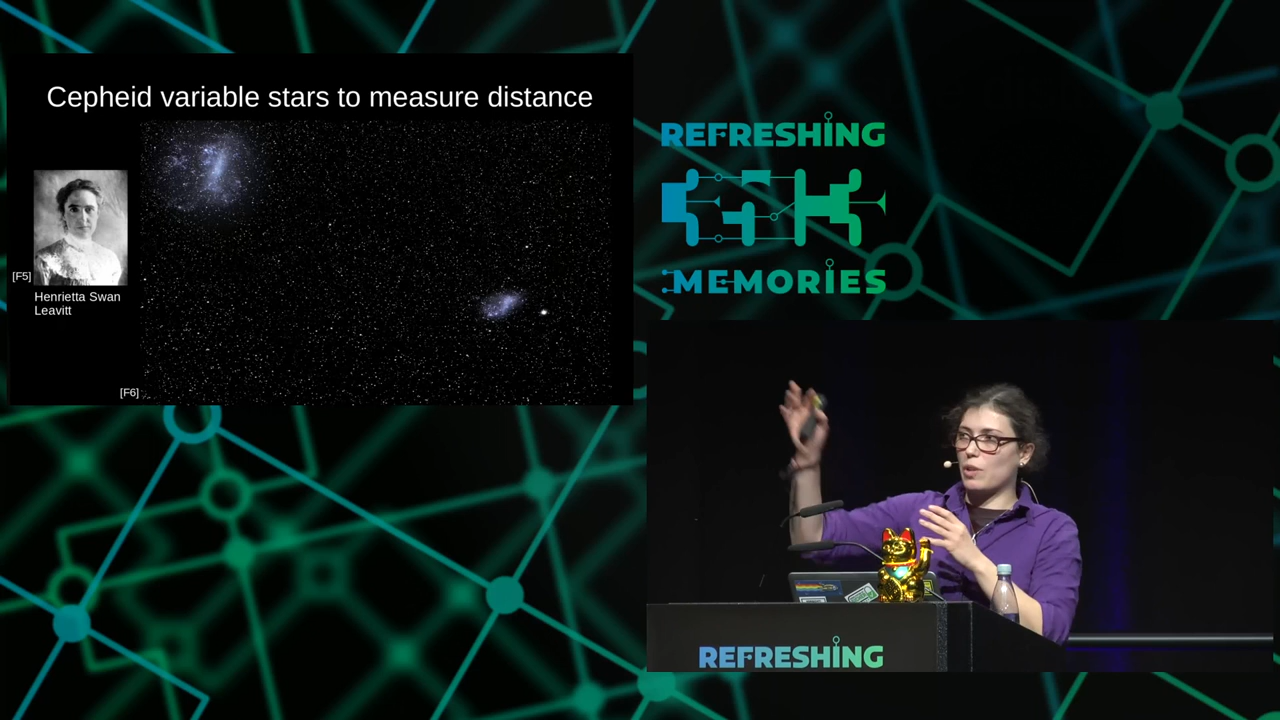 Cepheid variable stars to measure distance
[F5]
Henrietta Swan
Leavitt
[F6]
REFRESHING
MEMORIES
REFRESHING